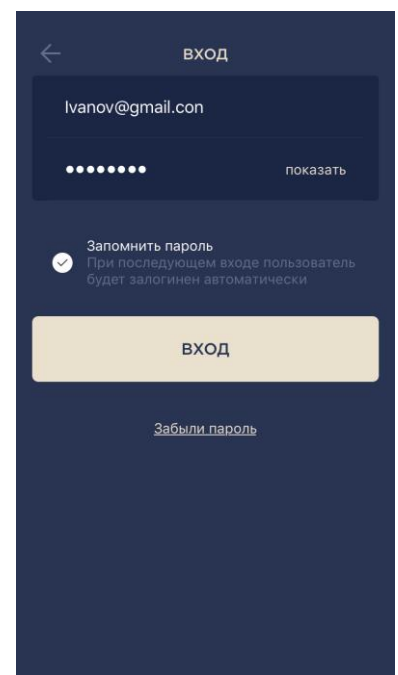 ВХОД
Ivanov@gmail.con
●●●●●●●● показать
Запомнить пароль
При последующем входе пользователь
будет залогинен автоматически
ВХОД
Забыли пароль